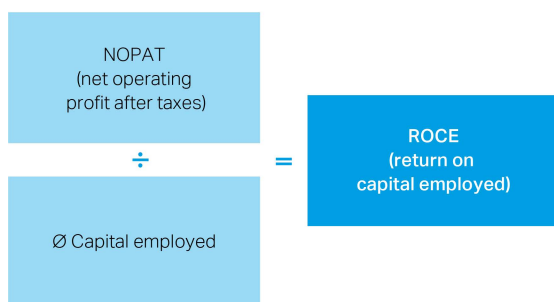 NOPAT
(net operating
profit after taxes)
÷
Ø Capital employed
=
ROCE
(return on
capital employed)